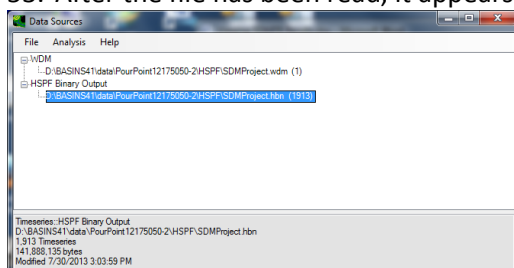 35. After the file has been read, it appears
Data Sources
File Analysis Help
WDM
D:\BASINS41\data\PourPoint12175050-2\HSPF\SDMProject.wdm (1)
HSPF Binary Output
D:\BASINS41\data\PourPoint12175050-2\HSPF\SDMProject.hbn (1913)
Timeseries::HSPF Binary Output
D:\BASINS41\data\PourPoint12175050-2\HSPF\SDMProject.hbn
1,913 Timeseries
141,888,135 bytes
Modified 7/30/2013 3:03:59 PM